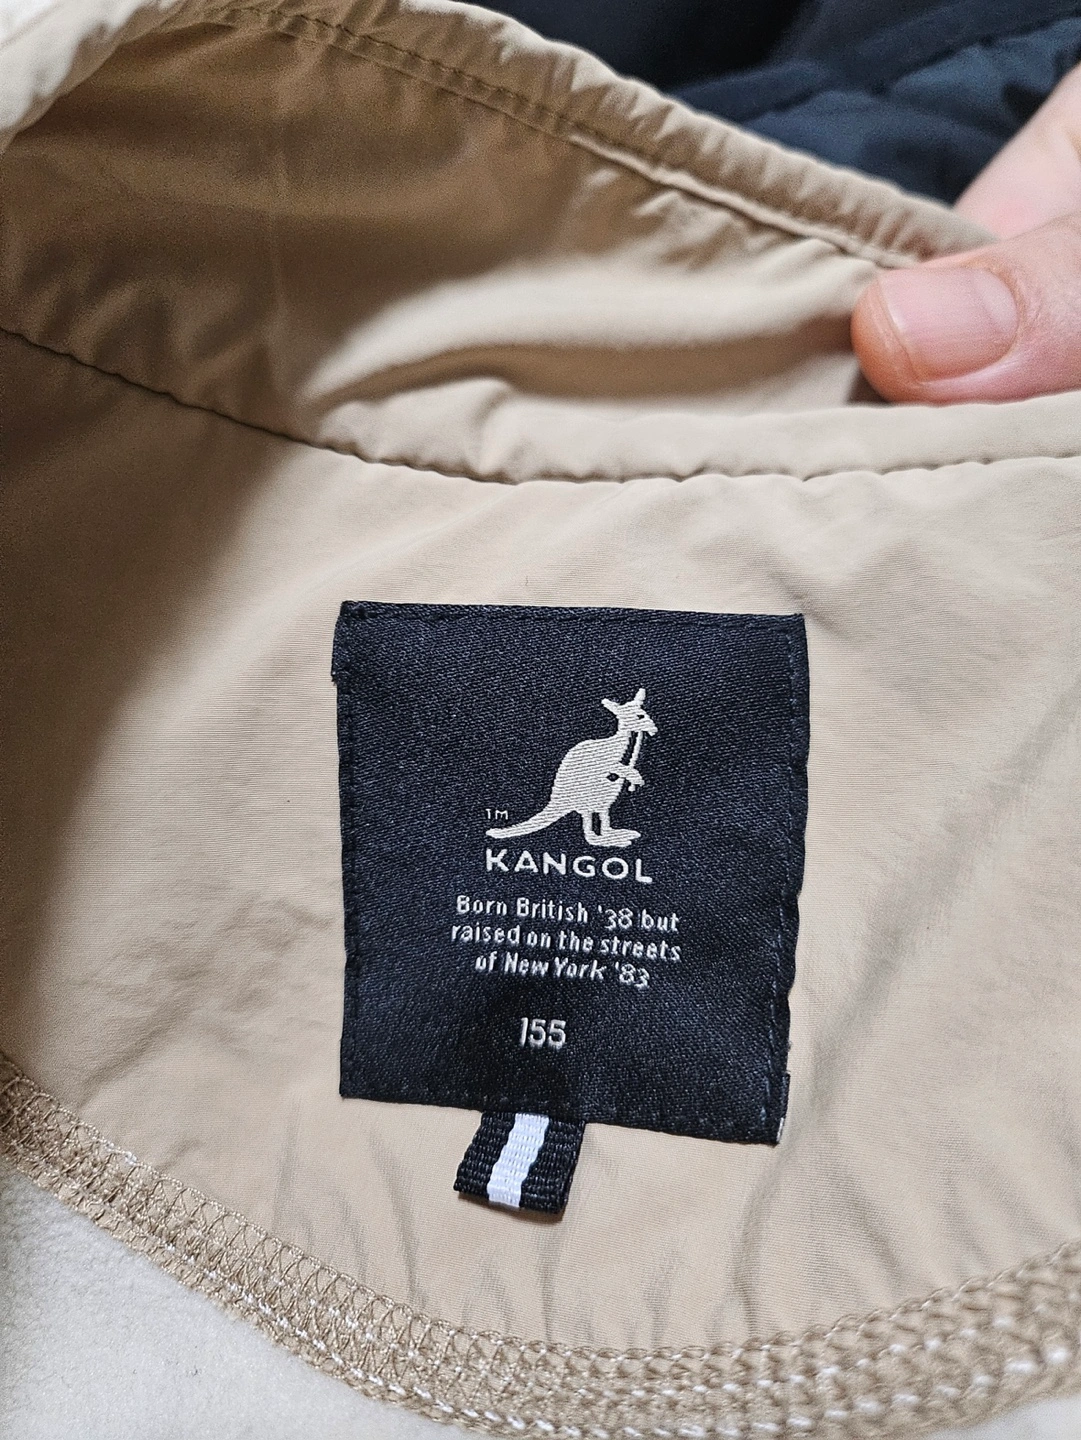 TM
KANGOL
Born British '38 but
raised on the streets
of New York '83
155